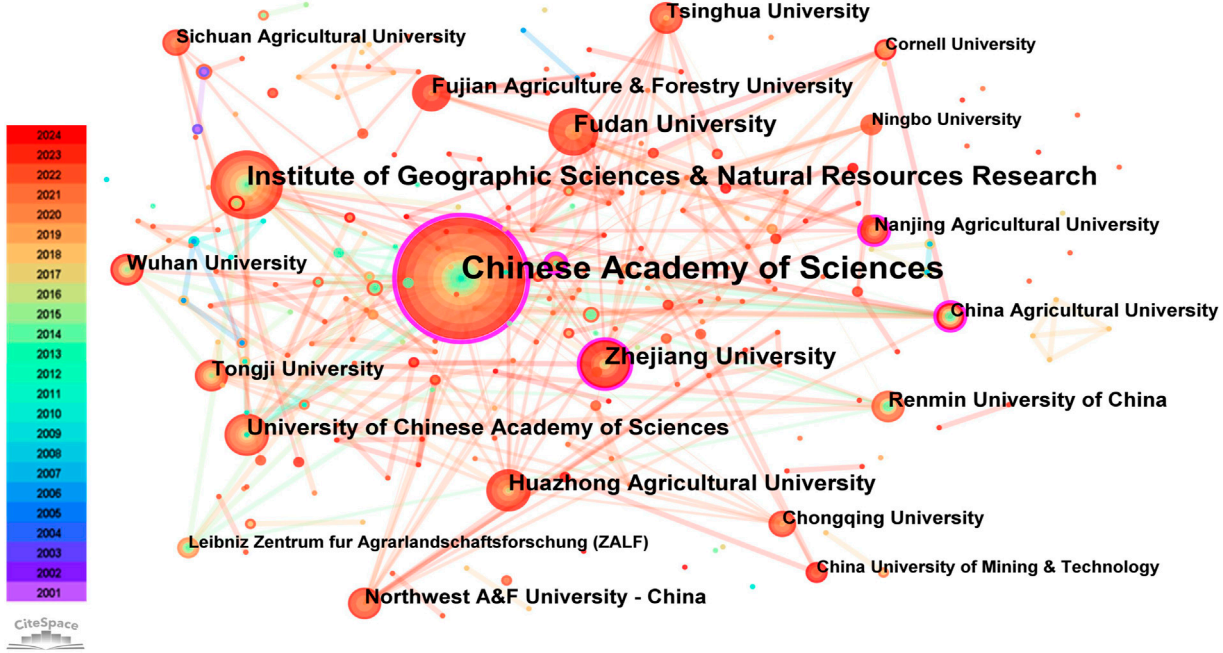 Tsinghua University
Sichuan Agricultural University
Cornell University
Fujian Agriculture & Forestry University
Fudan University
Ningbo University
Institute of Geographic Sciences & Natural Resources Research
Nanjing Agricultural University
Wuhan University
Chinese Academy of Sciences
China Agricultural University
Zhejiang University
Tongji University
Renmin University of China
University of Chinese Academy of Sciences
Huazhong Agricultural University
Chongqing University
Leibniz Zentrum fur Agrarlandschaftsforschung (ZALF)
China University of Mining & Technology
Northwest A&F University - China
2024
2023
2022
2021
2020
2019
2018
2017
2016
2015
2014
2013
2012
2011
2010
2009
2008
2007
2006
2005
2004
2003
2002
2001
CiteSpace